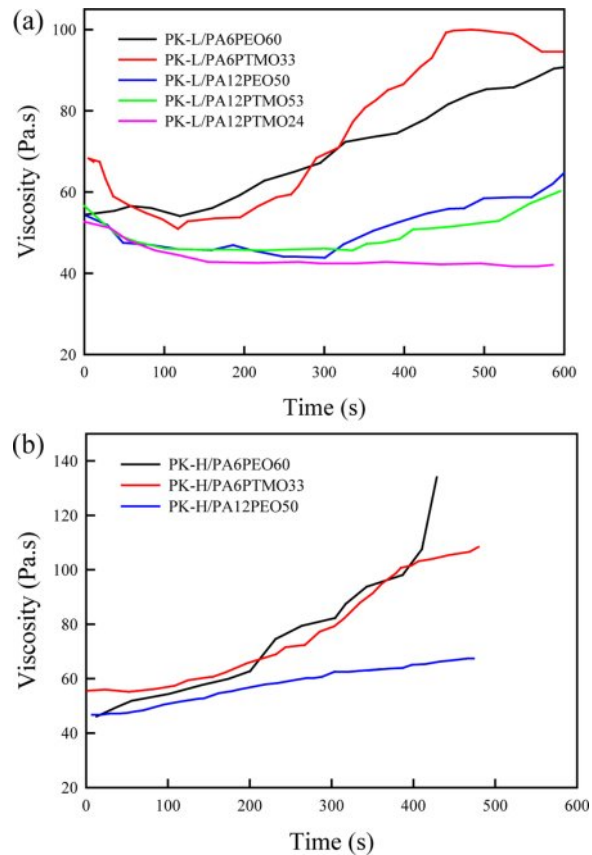 (a)
100
80
60
40
20
Viscosity (Pa.s)
PK-L/PA6PEO60
PK-L/PA6PTMO33
PK-L/PA12PEO50
PK-L/PA12PTMO53
PK-L/PA12PTMO24
0 100 200 300 400 500 600
Time (s)
(b)
140
120
100
80
60
40
20
Viscosity (Pa.s)
PK-H/PA6PEO60
PK-H/PA6PTMO33
PK-H/PA12PEO50
0 100 200 300 400 500 600
Time (s)